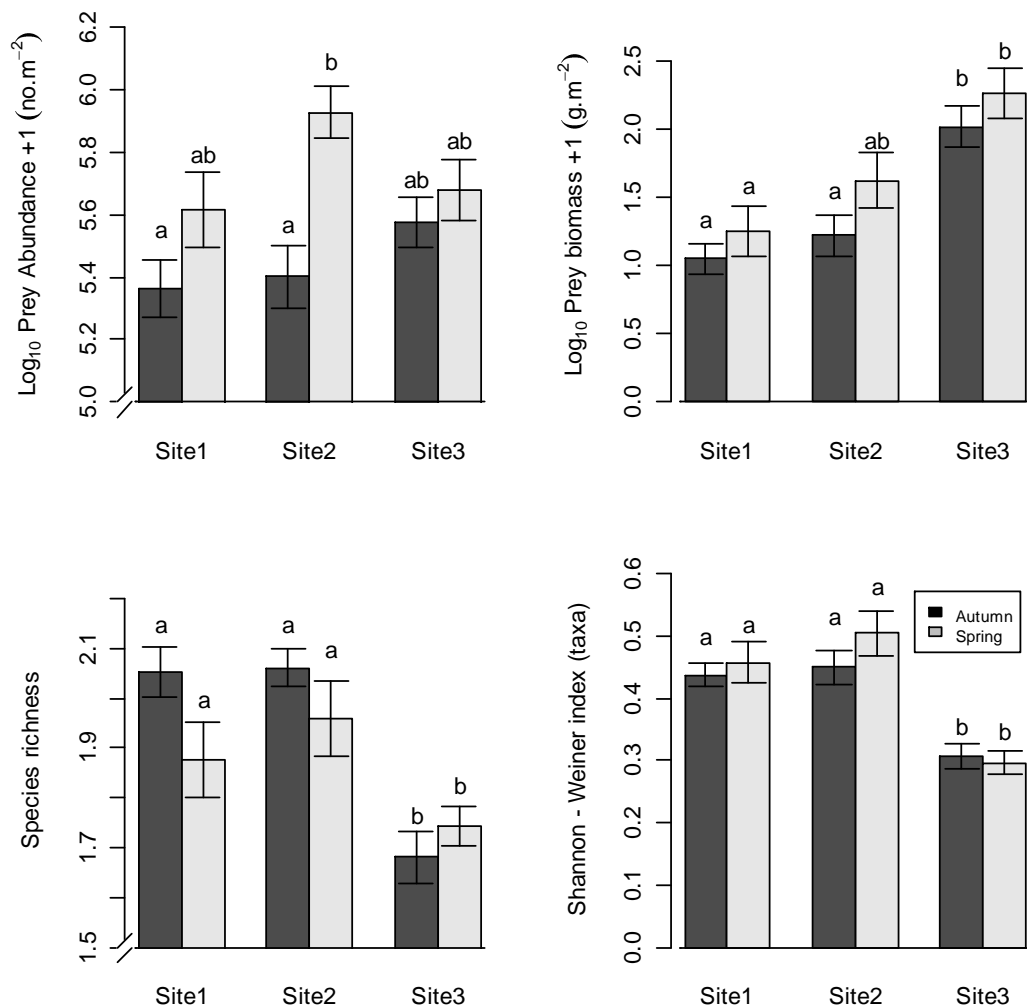 Log₁₀ Prey Abundance +1 (no.m⁻²)
6.2
6.0
5.8
5.6
5.4
5.2
5.0
a
ab
a
b
ab
ab
Site1 Site2 Site3
Log₁₀ Prey biomass +1 (g.m⁻²)
2.5
2.0
1.5
1.0
0.5
0.0
a
a
a
ab
b
b
Site1 Site2 Site3
Species richness
2.1
1.9
1.7
1.5
a
a
a
a
b
b
Site1 Site2 Site3
Shannon - Weiner index (taxa)
0.6
0.5
0.4
0.3
0.2
0.1
0.0
a
a
a
a
b
b
Autumn
Spring
Site1 Site2 Site3